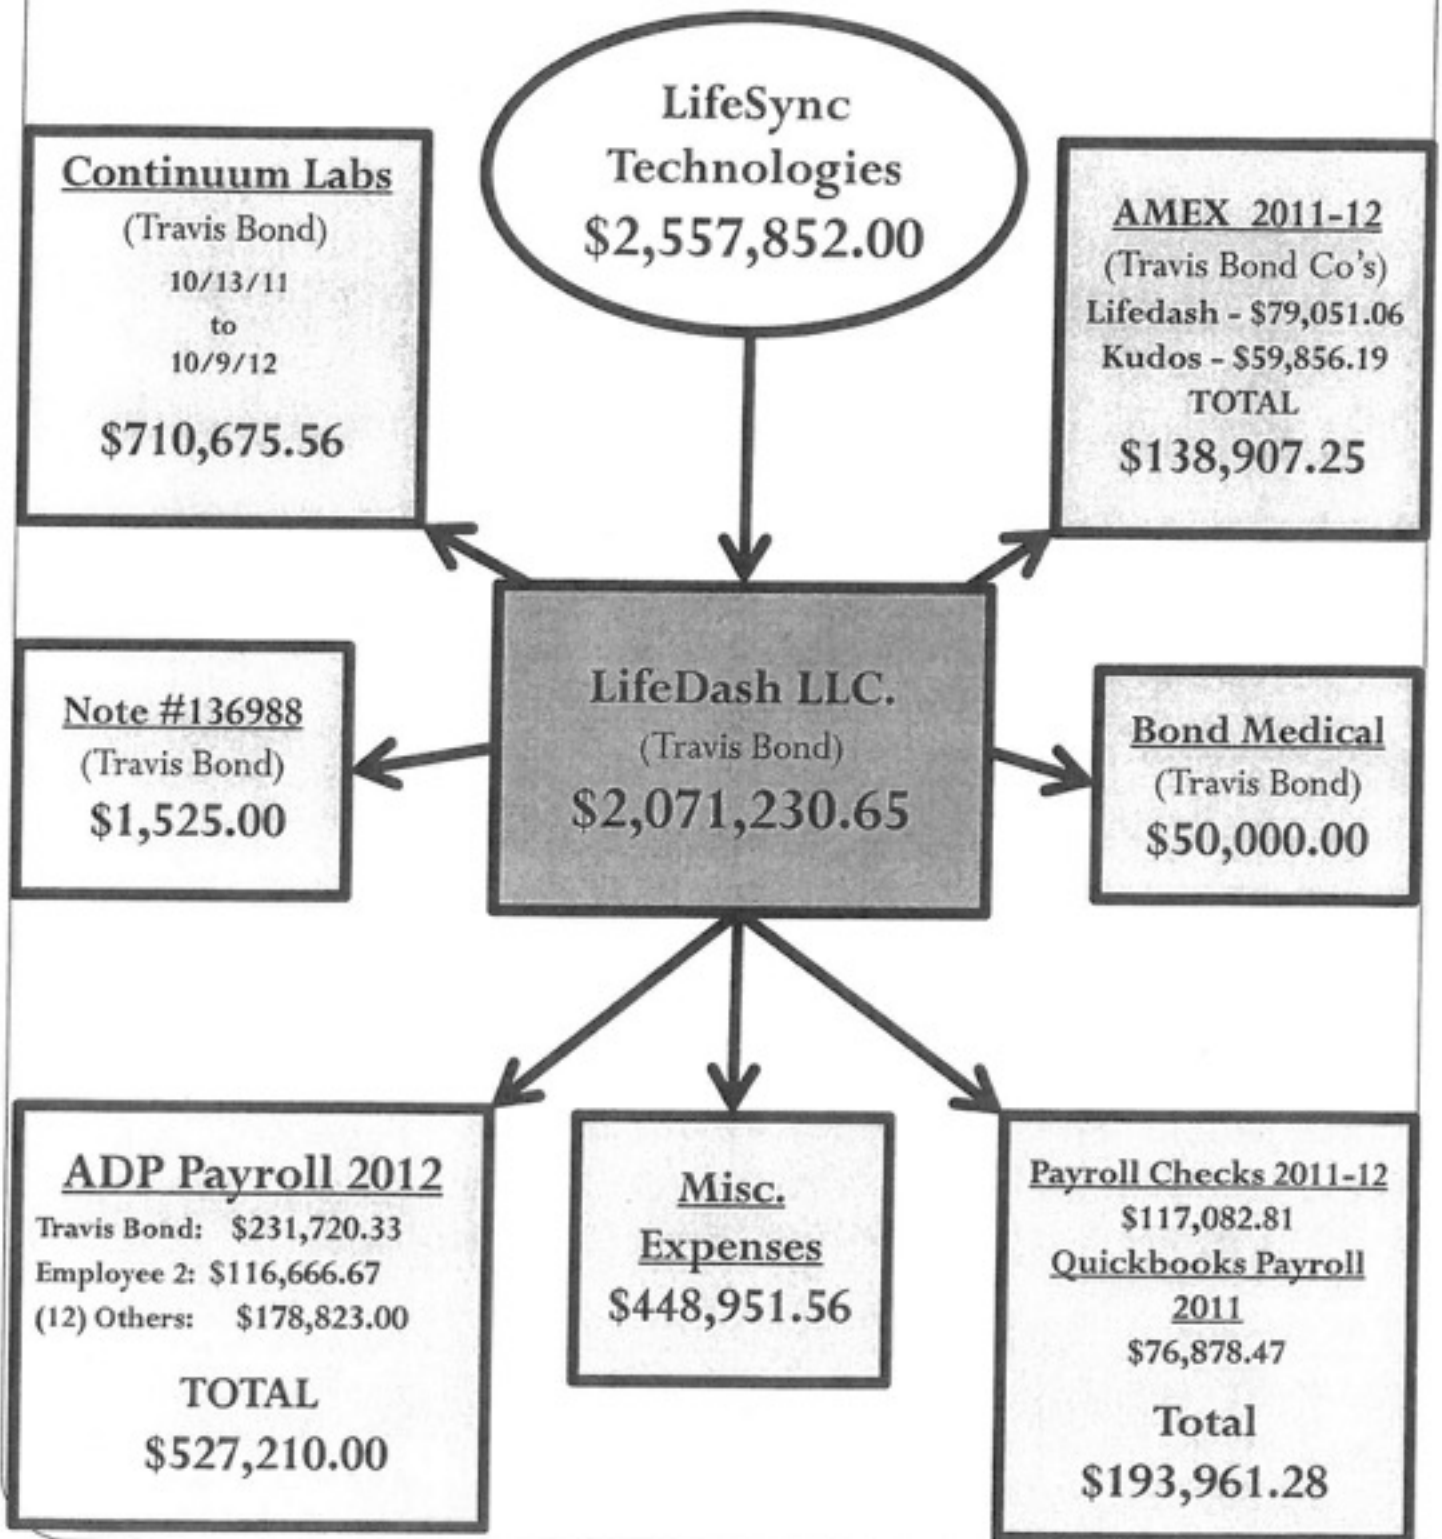 LifeSync
Technologies
$2,557,852.00
Continuum Labs
(Travis Bond)
10/13/11
to
10/9/12
$710,675.56
AMEX 2011-12
(Travis Bond Co's)
Lifedash - $79,051.06
Kudos - $59,856.19
TOTAL
$138,907.25
Note #136988
(Travis Bond)
$1,525.00
LifeDash LLC.
(Travis Bond)
$2,071,230.65
Bond Medical
(Travis Bond)
$50,000.00
ADP Payroll 2012
Travis Bond: $231,720.33
Employee 2: $116,666.67
(12) Others: $178,823.00
TOTAL
$527,210.00
Misc.
Expenses
$448,951.56
Payroll Checks 2011-12
$117,082.81
Quickbooks Payroll
2011
$76,878.47
Total
$193,961.28